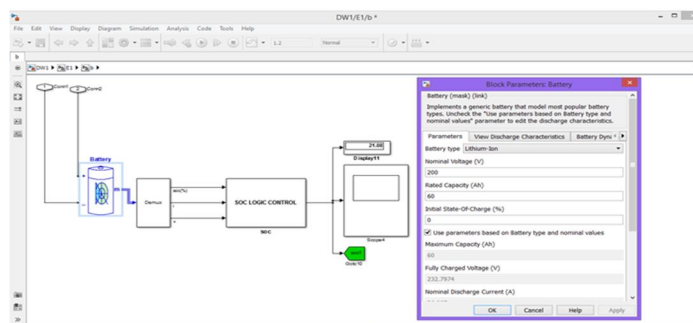 DW1/E1/b *
File Edit View Display Diagram Simulation Analysis Code Tools Help
1.2
Normal
DW1 E1 b
Conn1
Conn2
Battery
m
Demux
SOC LOGIC CONTROL
SOC
21.08
Display11
Scope4
Block Parameters: Battery
Battery (mask) (link)
Implements a generic battery that model most popular battery
types. Uncheck the "Use parameters based on Battery type and
nominal values" parameter to edit the discharge characteristics.
Parameters View Discharge Characteristics Battery Dyn
Battery type Lithium-Ion
Nominal Voltage (V)
200
Rated Capacity (Ah)
60
Initial State-Of-Charge (%)
0
Use parameters based on Battery type and nominal values
Maximum Capacity (Ah)
60
Fully Charged Voltage (V)
232.7974
Nominal Discharge Current (A)
OK Cancel Help Apply